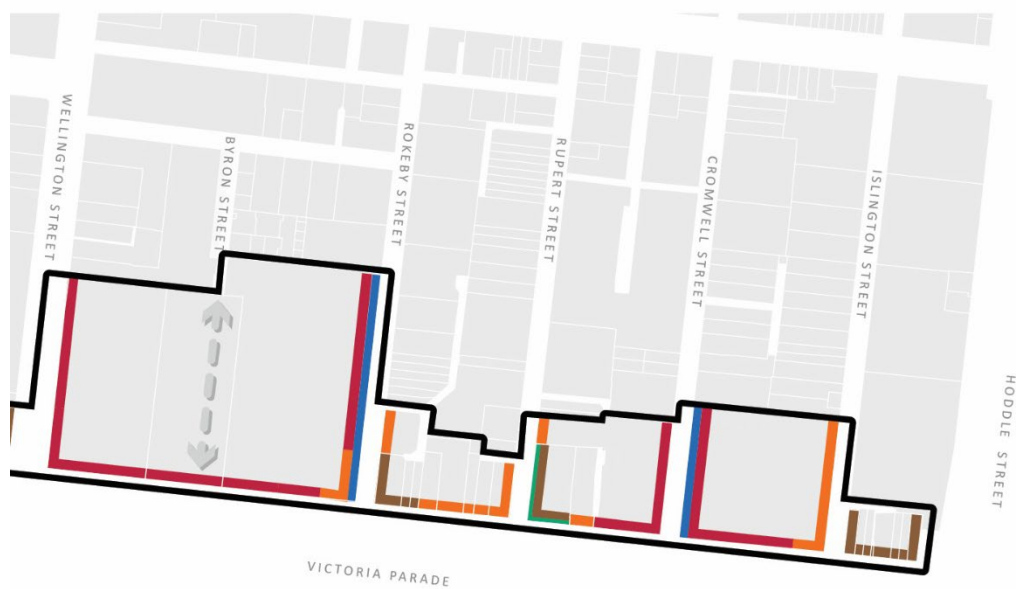 WELLINGTON STREET
BYRON STREET
ROKEBY STREET
RUPERT STREET
CROMWELL STREET
ISLINGTON STREET
HODDLE STREET
VICTORIA PARADE